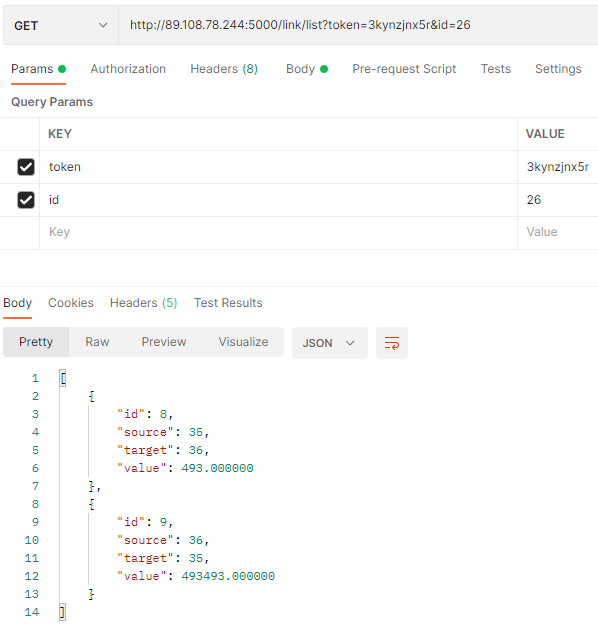 GET http://89.108.78.244:5000/link/list?token=3kynzjnx5r&id=26
Params Authorization Headers (8) Body Pre-request Script Tests Settings
Query Params
KEY VALUE
token 3kynzjnx5r
id 26
Key Value
Body Cookies Headers (5) Test Results
Pretty Raw Preview Visualize JSON
1 [
2 {
3 "id": 8,
4 "source": 35,
5 "target": 36,
6 "value": 493.000000
7 },
8 {
9 "id": 9,
10 "source": 36,
11 "target": 35,
12 "value": 493493.000000
13 }
14 ]